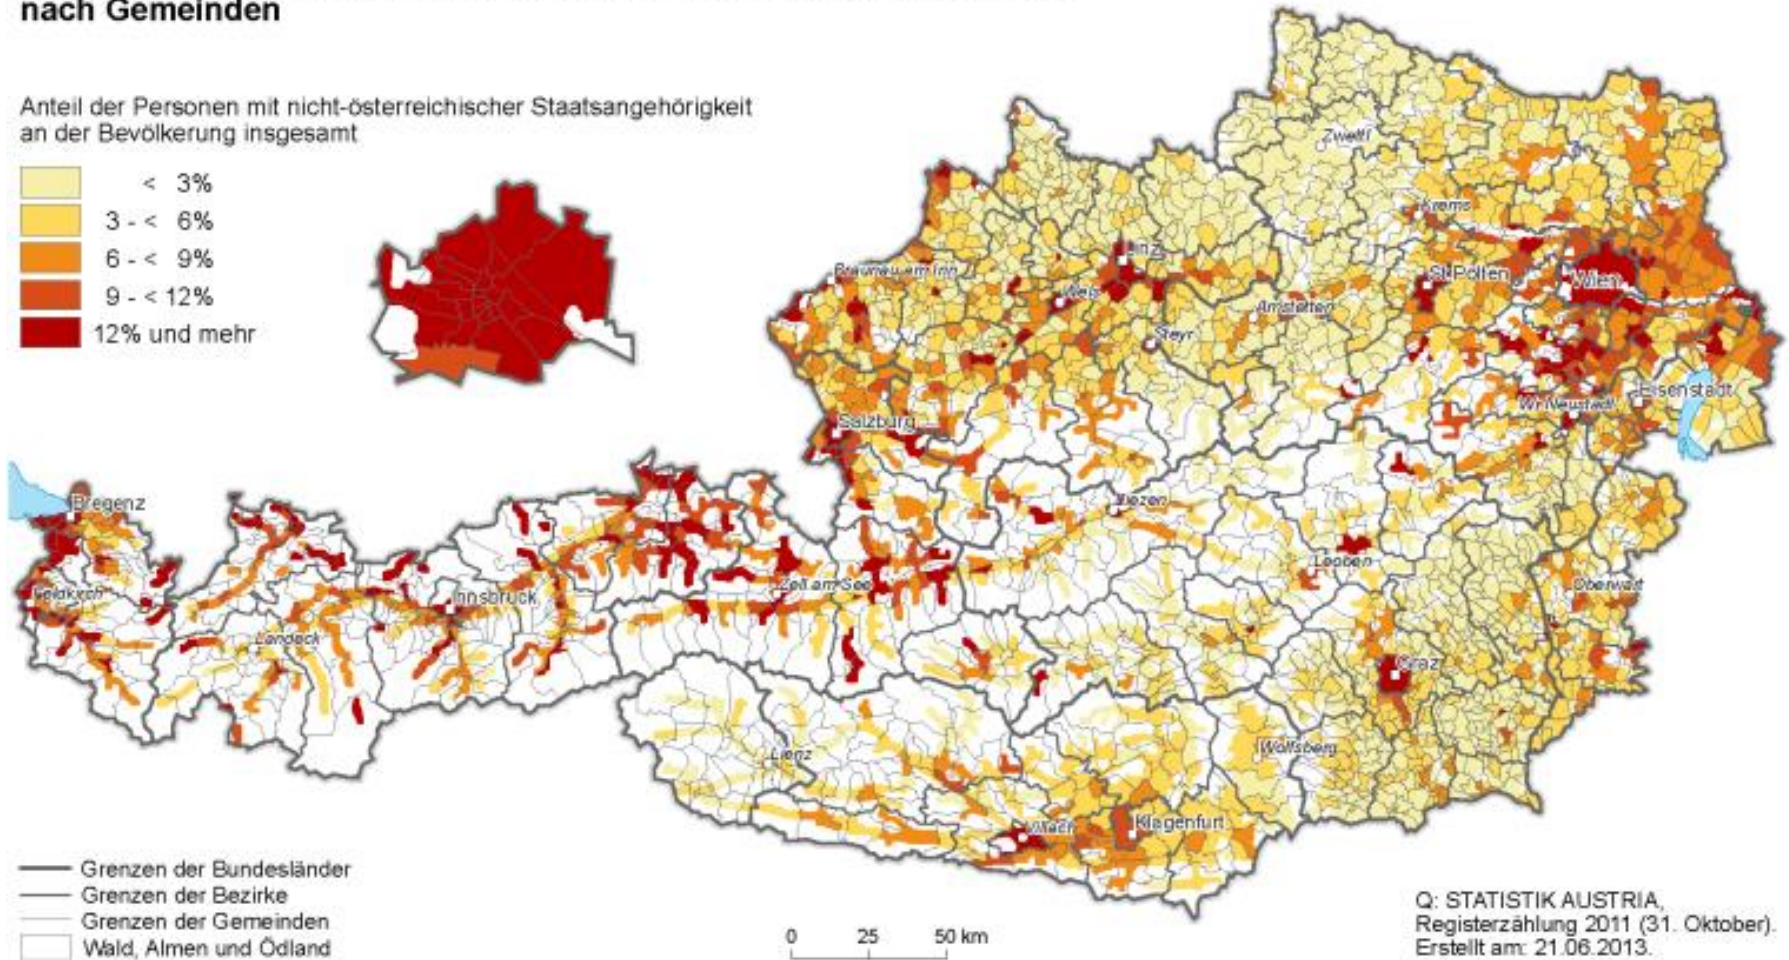 nach Gemeinden
Anteil der Personen mit nicht-österreichischer Staatsangehörigkeit
an der Bevölkerung insgesamt
< 3%
3 - < 6%
6 - < 9%
9 - < 12%
12% und mehr
Zwettl
Krems
Linz
Braunau am Inn
Wels
St. Pölten
Wien
Amstetten
Steyr
Eisenstadt
Wr. Neustadt
Salzburg
Bregenz
Liezen
Leoben
Feldkirch
Innsbruck
Zell am See
Oberwart
Landeck
Graz
Lienz
Wolfsberg
Villach
Klagenfurt
Grenzen der Bundesländer
Grenzen der Bezirke
Grenzen der Gemeinden
Wald, Almen und Ödland
0 25 50 km
Q: STATISTIK AUSTRIA,
Registerzählung 2011 (31. Oktober).
Erstellt am: 21.06.2013.